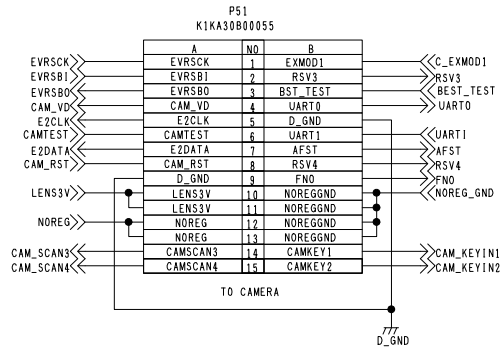 P51
K1KA30B00055
A NO B
EVRSCK EVRSCK 1 EXMOD1 C_EXMOD1
EVRSBI EVRSBI 2 RSV3 RSV3
EVRSBO EVRSBO 3 BST_TEST BEST_TEST
CAM_VD CAM_VD 4 UART0 UART0
E2CLK E2CLK 5 D_GND
CAMTEST CAMTEST 6 UART1 UARTI
E2DATA E2DATA 7 AFST AFST
CAM_RST CAM_RST 8 RSV4 RSV4
D_GND 9 FNO FNO
LENS3V LENS3V 10 NOREGGND NOREG_GND
LENS3V 11 NOREGGND
NOREG NOREG 12 NOREGGND
NOREG 13 NOREGGND
CAM_SCAN3 CAMSCAN3 14 CAMKEY1 CAM_KEYIN1
CAM_SCAN4 CAMSCAN4 15 CAMKEY2 CAM_KEYIN2
TO CAMERA
D_GND